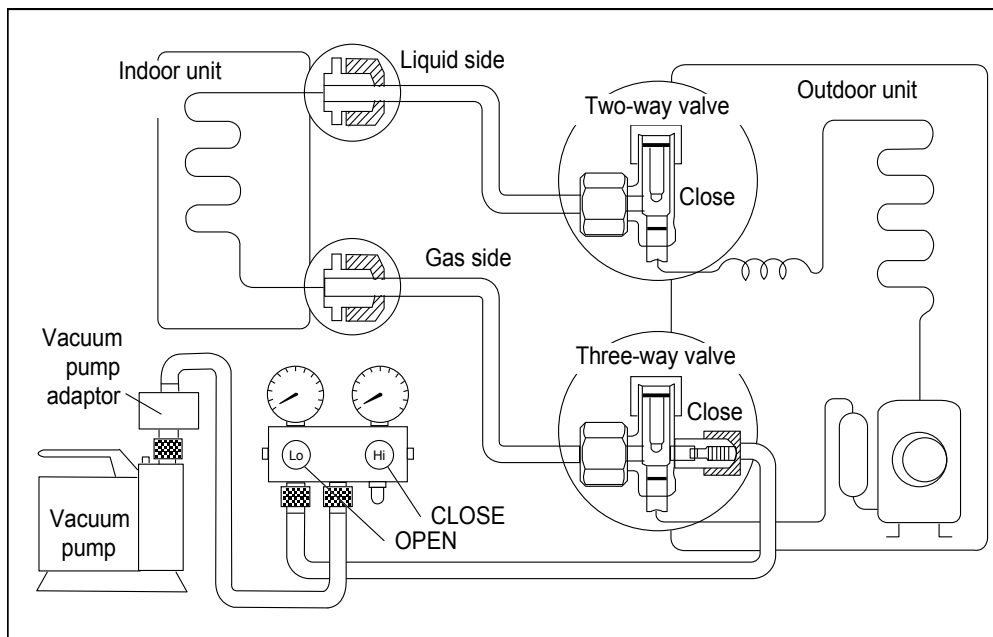 Indoor unit
Liquid side
Two-way valve
Outdoor unit
Close
Gas side
Three-way valve
Close
Vacuum
pump
adaptor
Lo
Hi
CLOSE
OPEN
Vacuum
pump